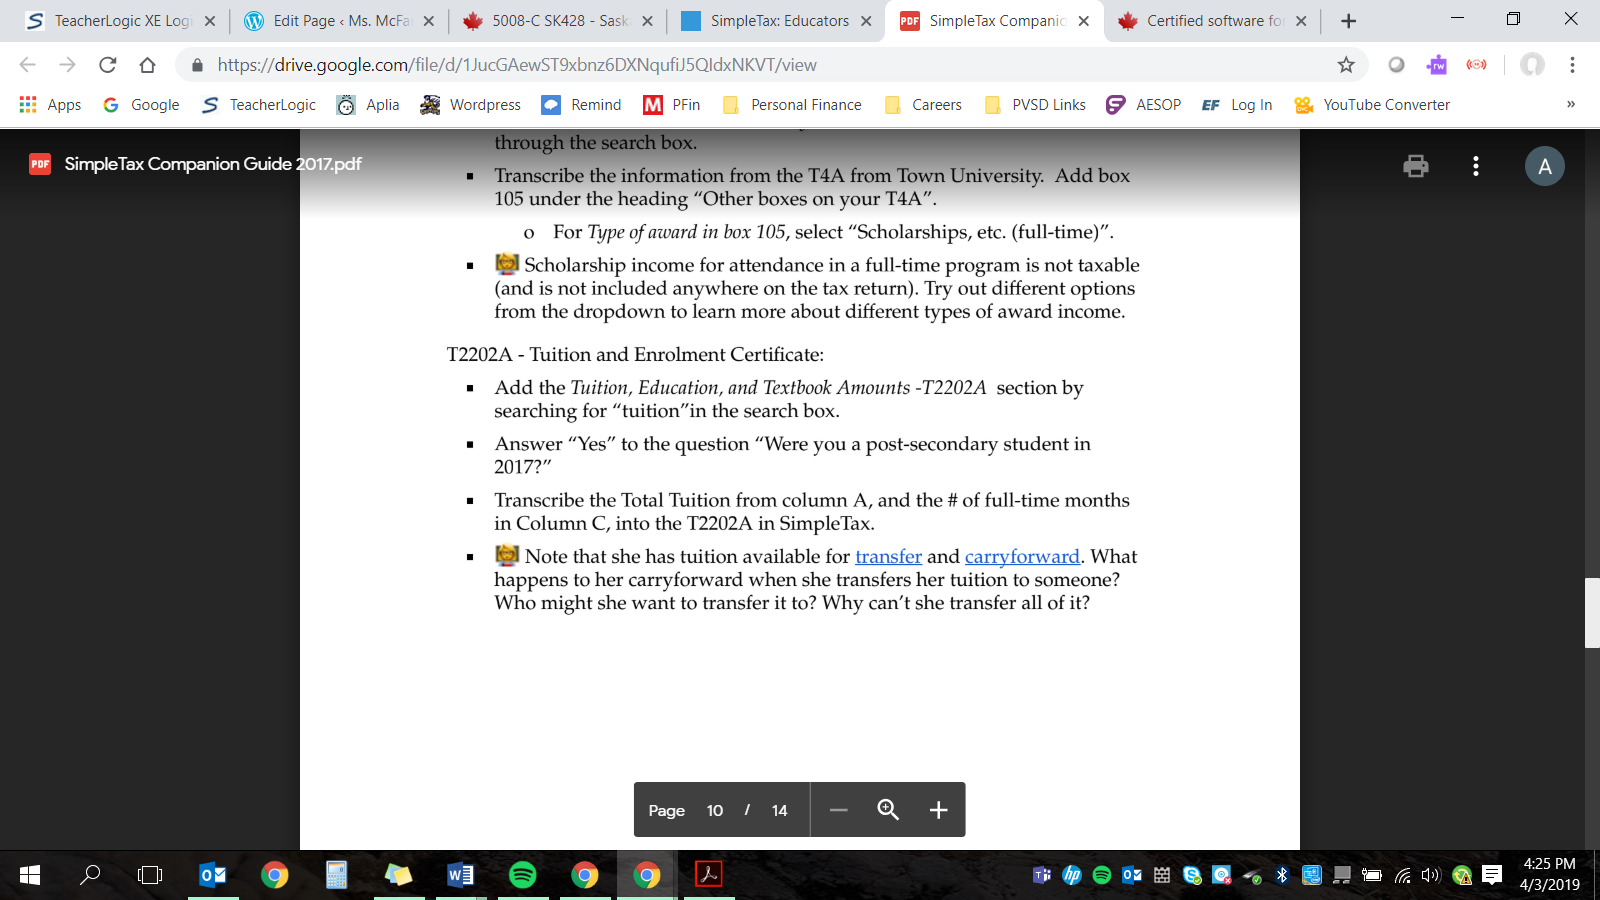 TeacherLogic XE Logi
Edit Page ‹ Ms. McFa
5008-C SK428 - Sask
SimpleTax: Educators
PDF SimpleTax Companio
Certified software for
https://drive.google.com/file/d/1JucGAewST9xbnz6DXNqufiJ5QIdxNKVT/view
Apps Google TeacherLogic Aplia Wordpress Remind PFin Personal Finance Careers PVSD Links AESOP EF Log In YouTube Converter »
through the search box.
PDF SimpleTax Companion Guide 2017.pdf
A
▪ Transcribe the information from the T4A from Town University. Add box
105 under the heading “Other boxes on your T4A”.
o For Type of award in box 105, select “Scholarships, etc. (full-time)”.
▪ Scholarship income for attendance in a full-time program is not taxable
(and is not included anywhere on the tax return). Try out different options
from the dropdown to learn more about different types of award income.
T2202A - Tuition and Enrolment Certificate:
▪ Add the Tuition, Education, and Textbook Amounts -T2202A section by
searching for “tuition”in the search box.
▪ Answer “Yes” to the question “Were you a post-secondary student in
2017?”
▪ Transcribe the Total Tuition from column A, and the # of full-time months
in Column C, into the T2202A in SimpleTax.
▪ Note that she has tuition available for transfer and carryforward. What
happens to her carryforward when she transfers her tuition to someone?
Who might she want to transfer it to? Why can’t she transfer all of it?
Page 10 / 14
4:25 PM
4/3/2019